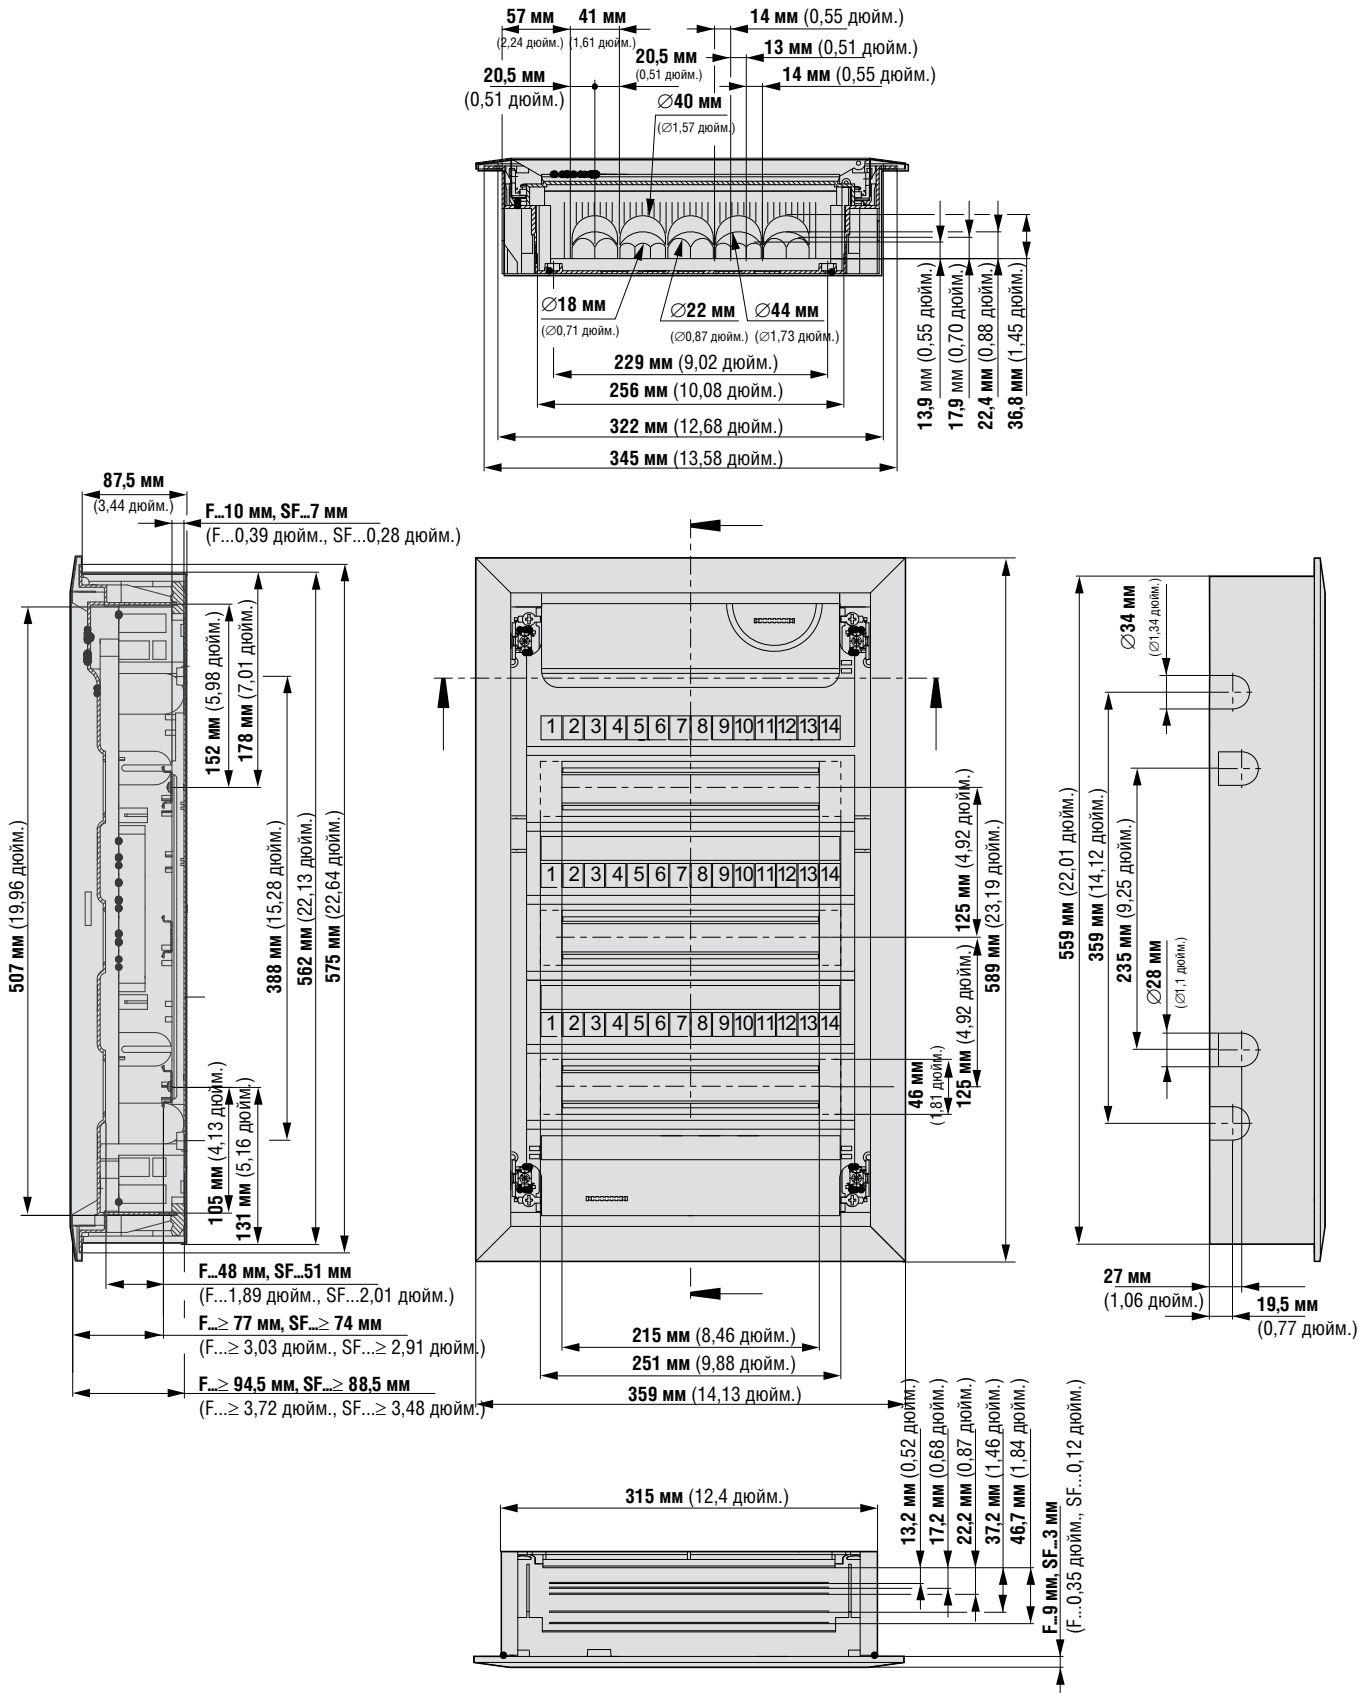 57 мм
(2,24 дюйм.)
41 мм
(1,61 дюйм.)
14 мм (0,55 дюйм.)
13 мм (0,51 дюйм.)
20,5 мм
(0,51 дюйм.)
14 мм (0,55 дюйм.)
20,5 мм
(0,51 дюйм.)
∅40 мм
(∅1,57 дюйм.)
∅18 мм
(∅0,71 дюйм.)
∅22 мм
(∅0,87 дюйм.)
∅44 мм
(∅1,73 дюйм.)
229 мм (9,02 дюйм.)
256 мм (10,08 дюйм.)
322 мм (12,68 дюйм.)
345 мм (13,58 дюйм.)
13,9 мм (0,55 дюйм.)
17,9 мм (0,70 дюйм.)
22,4 мм (0,88 дюйм.)
36,8 мм (1,45 дюйм.)
87,5 мм
(3,44 дюйм.)
F...10 мм, SF...7 мм
(F...0,39 дюйм., SF...0,28 дюйм.)
507 мм (19,96 дюйм.)
152 мм (5,98 дюйм.)
178 мм (7,01 дюйм.)
388 мм (15,28 дюйм.)
562 мм (22,13 дюйм.)
575 мм (22,64 дюйм.)
105 мм (4,13 дюйм.)
131 мм (5,16 дюйм.)
F...48 мм, SF...51 мм
(F...1,89 дюйм., SF...2,01 дюйм.)
F...≥ 77 мм, SF...≥ 74 мм
(F...≥ 3,03 дюйм., SF...≥ 2,91 дюйм.)
F...≥ 94,5 мм, SF...≥ 88,5 мм
(F...≥ 3,72 дюйм., SF...≥ 3,48 дюйм.)
1 2 3 4 5 6 7 8 9 10 11 12 13 14
1 2 3 4 5 6 7 8 9 10 11 12 13 14
1 2 3 4 5 6 7 8 9 10 11 12 13 14
125 мм (4,92 дюйм.)
589 мм (23,19 дюйм.)
125 мм (4,92 дюйм.)
46 мм
(1,81 дюйм.)
215 мм (8,46 дюйм.)
251 мм (9,88 дюйм.)
359 мм (14,13 дюйм.)
∅34 мм
(∅1,34 дюйм.)
559 мм (22,01 дюйм.)
359 мм (14,12 дюйм.)
235 мм (9,25 дюйм.)
∅28 мм
(∅1,1 дюйм.)
27 мм
(1,06 дюйм.)
19,5 мм
(0,77 дюйм.)
315 мм (12,4 дюйм.)
13,2 мм (0,52 дюйм.)
17,2 мм (0,68 дюйм.)
22,2 мм (0,87 дюйм.)
37,2 мм (1,46 дюйм.)
46,7 мм (1,84 дюйм.)
F...9 мм, SF...3 мм
(F...0,35 дюйм., SF...0,12 дюйм.)